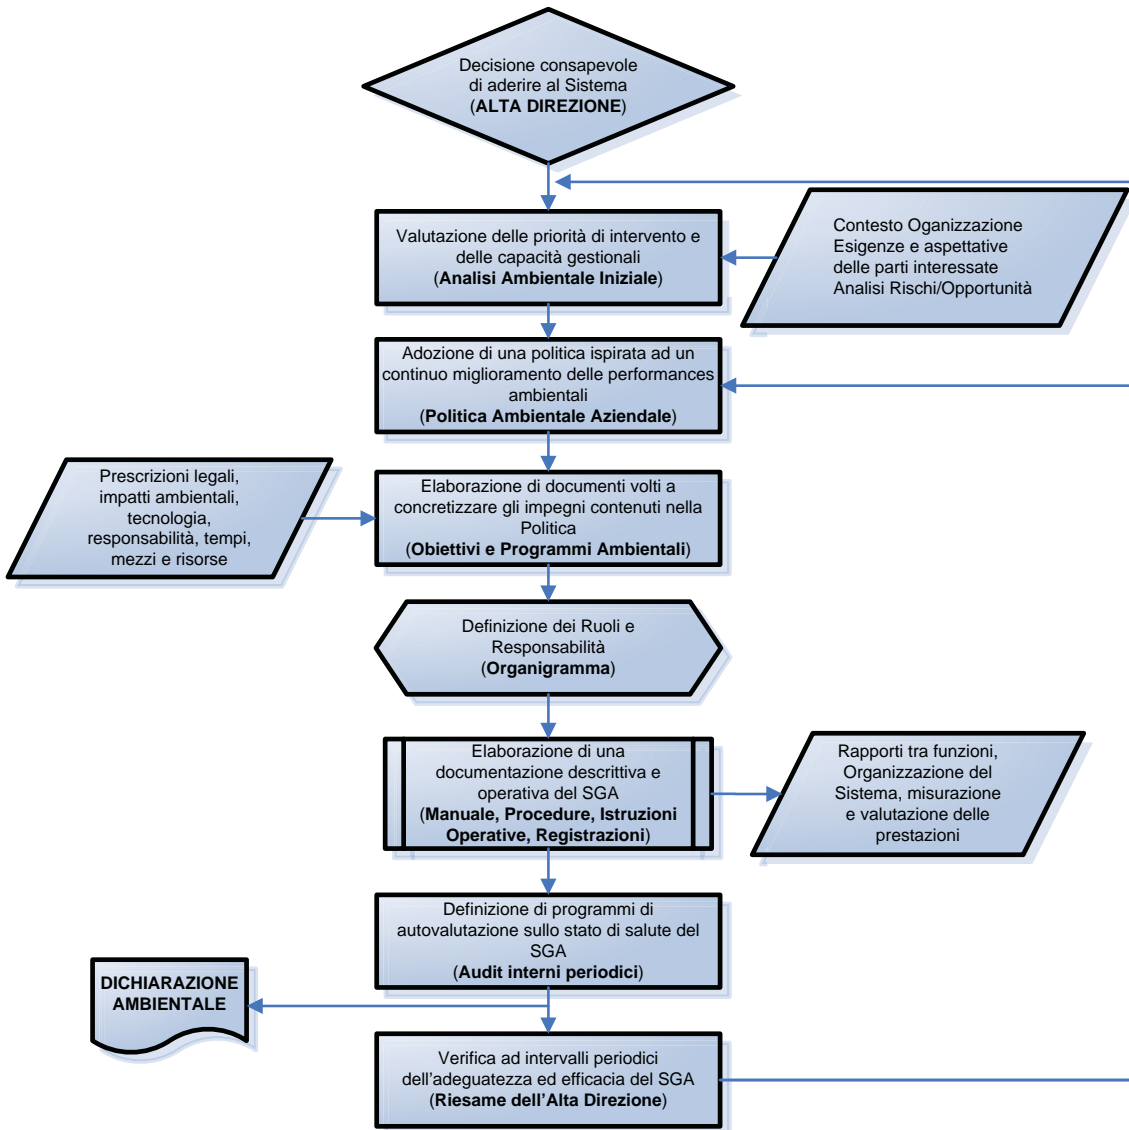 Decisione consapevole
di aderire al Sistema
(ALTA DIREZIONE)
Valutazione delle priorità di intervento e
delle capacità gestionali
(Analisi Ambientale Iniziale)
Contesto Oganizzazione
Esigenze e aspettative
delle parti interessate
Analisi Rischi/Opportunità
Adozione di una politica ispirata ad un
continuo miglioramento delle performances
ambientali
(Politica Ambientale Aziendale)
Prescrizioni legali,
impatti ambientali,
tecnologia,
responsabilità, tempi,
mezzi e risorse
Elaborazione di documenti volti a
concretizzare gli impegni contenuti nella
Politica
(Obiettivi e Programmi Ambientali)
Definizione dei Ruoli e
Responsabilità
(Organigramma)
Elaborazione di una
documentazione descrittiva e
operativa del SGA
(Manuale, Procedure, Istruzioni
Operative, Registrazioni)
Rapporti tra funzioni,
Organizzazione del
Sistema, misurazione
e valutazione delle
prestazioni
Definizione di programmi di
autovalutazione sullo stato di salute del
SGA
(Audit interni periodici)
DICHIARAZIONE
AMBIENTALE
Verifica ad intervalli periodici
dell'adeguatezza ed efficacia del SGA
(Riesame dell'Alta Direzione)